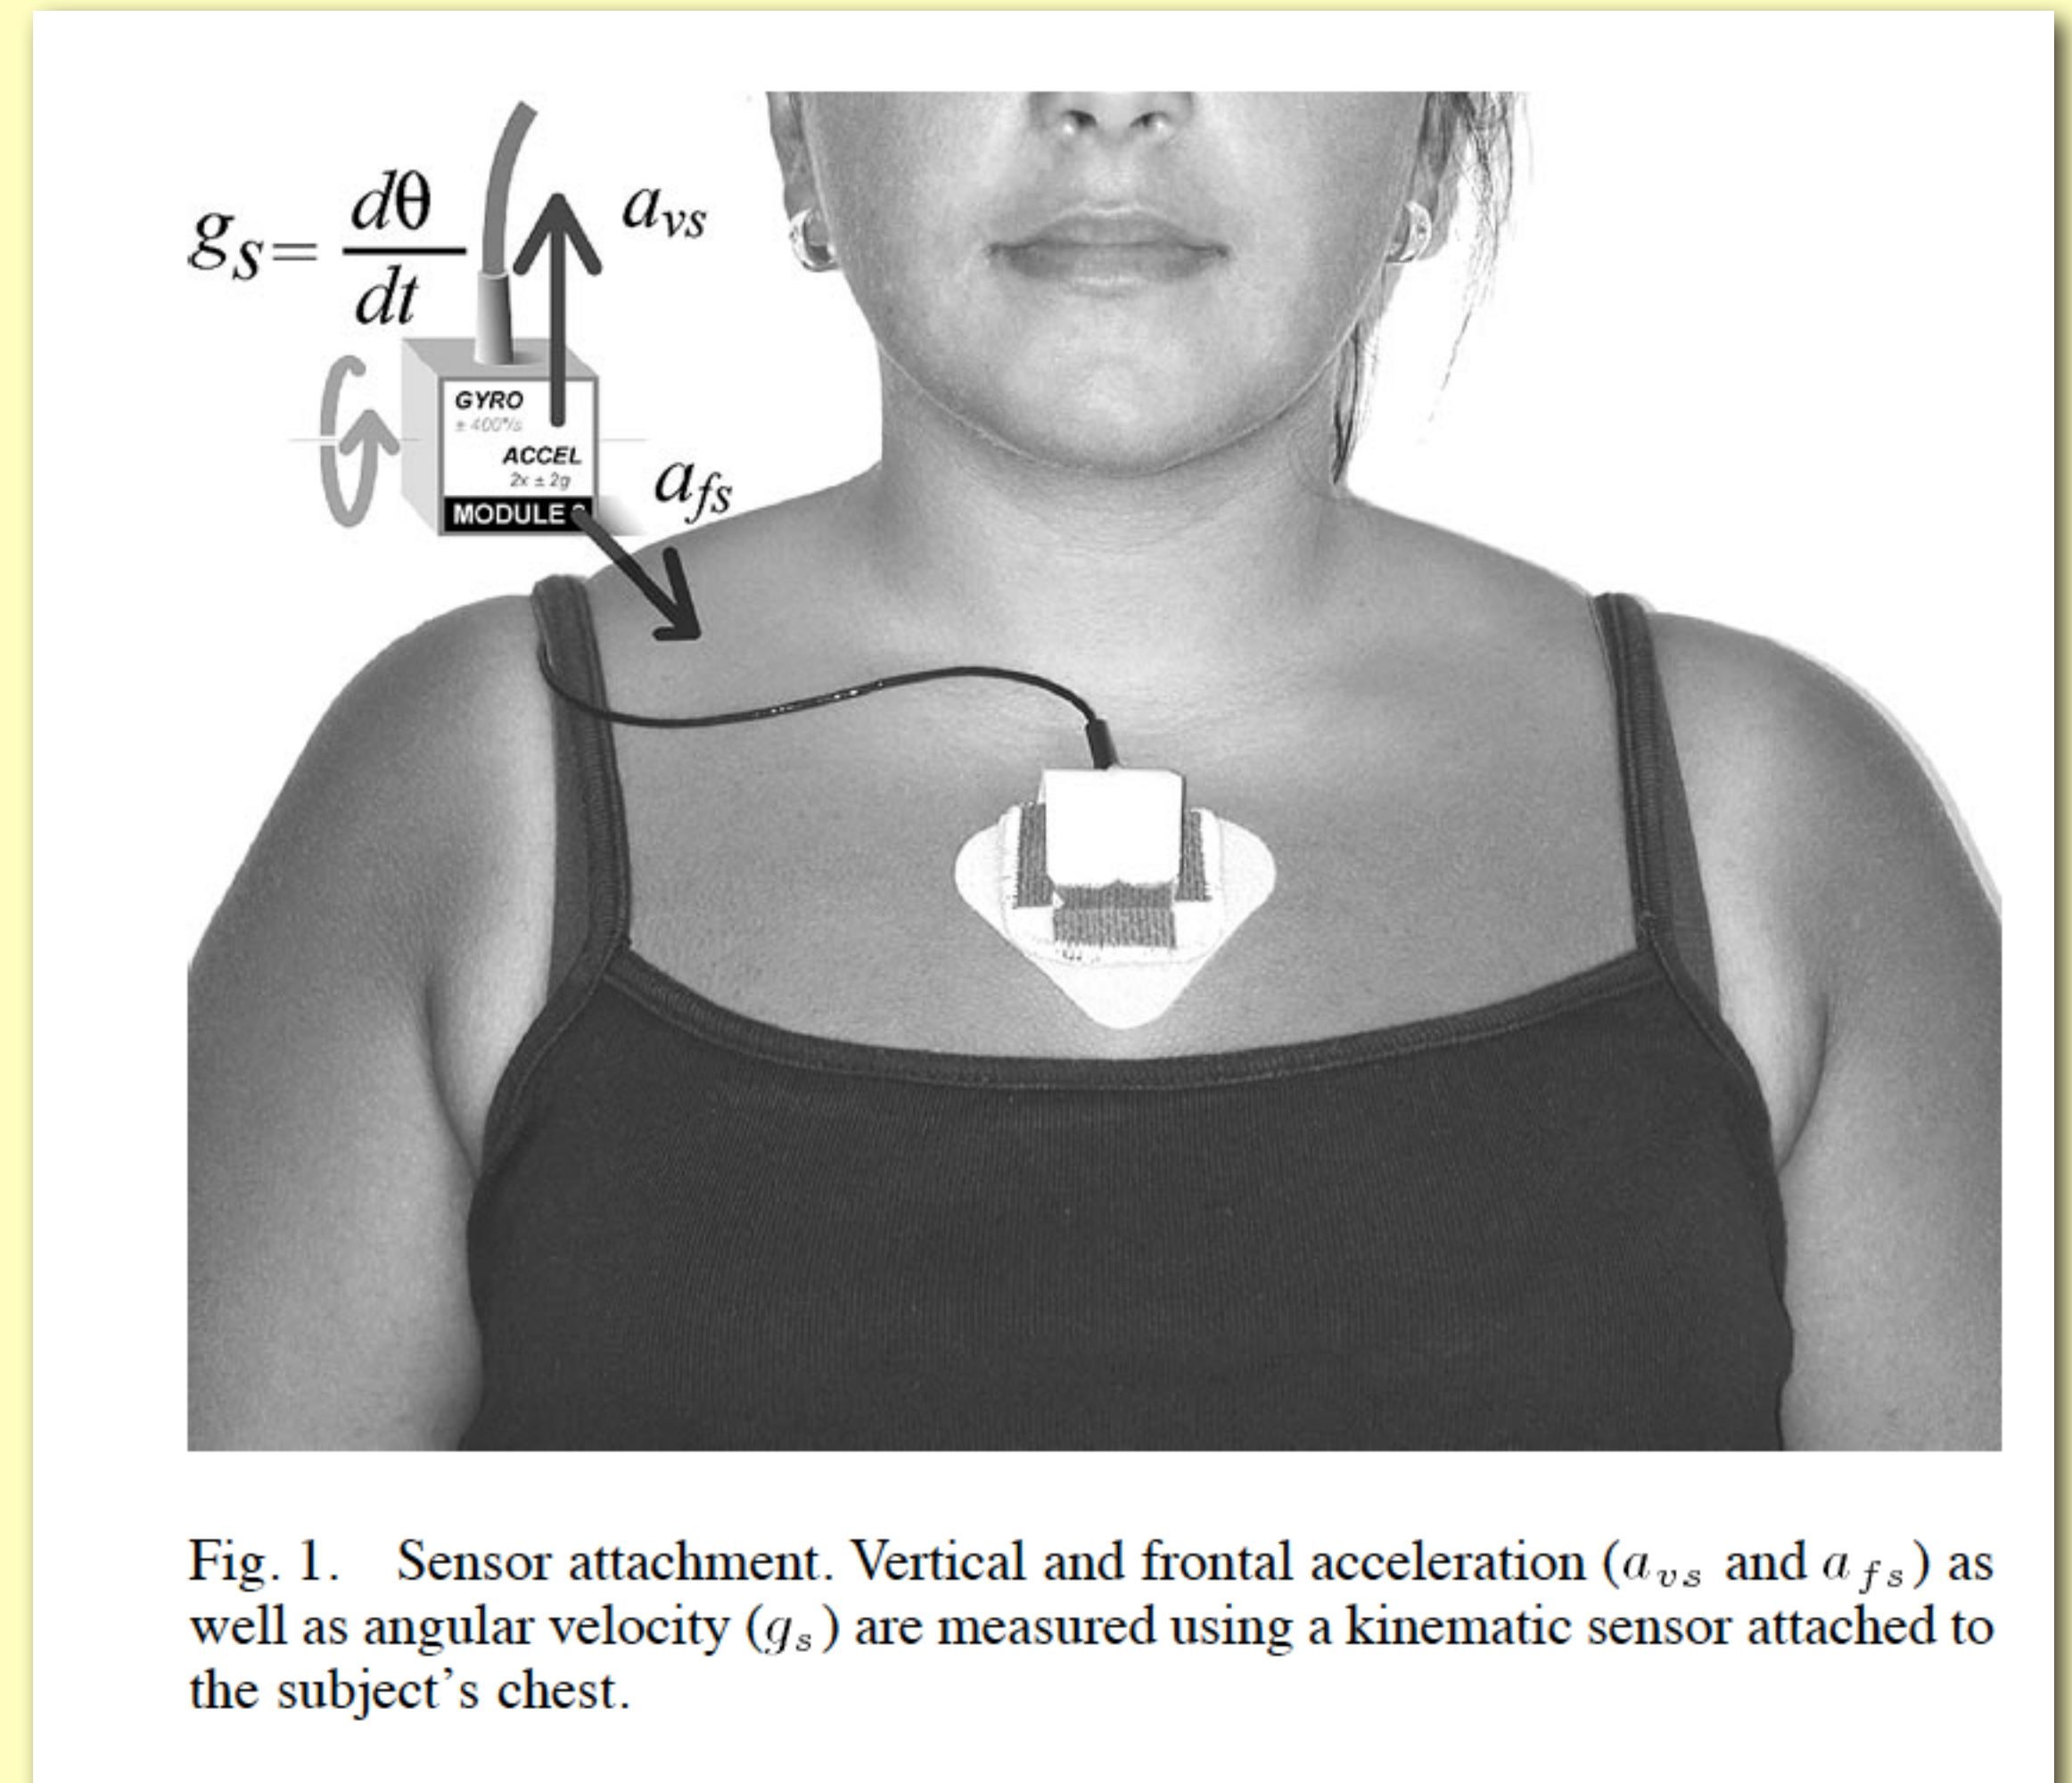 g_s = dθ/dt
a_vs
GYRO
± 400°/s
ACCEL
2x ± 2g
MODULE
a_fs
Fig. 1. Sensor attachment. Vertical and frontal acceleration (a_vs and a_fs) as
well as angular velocity (g_s) are measured using a kinematic sensor attached to
the subject's chest.